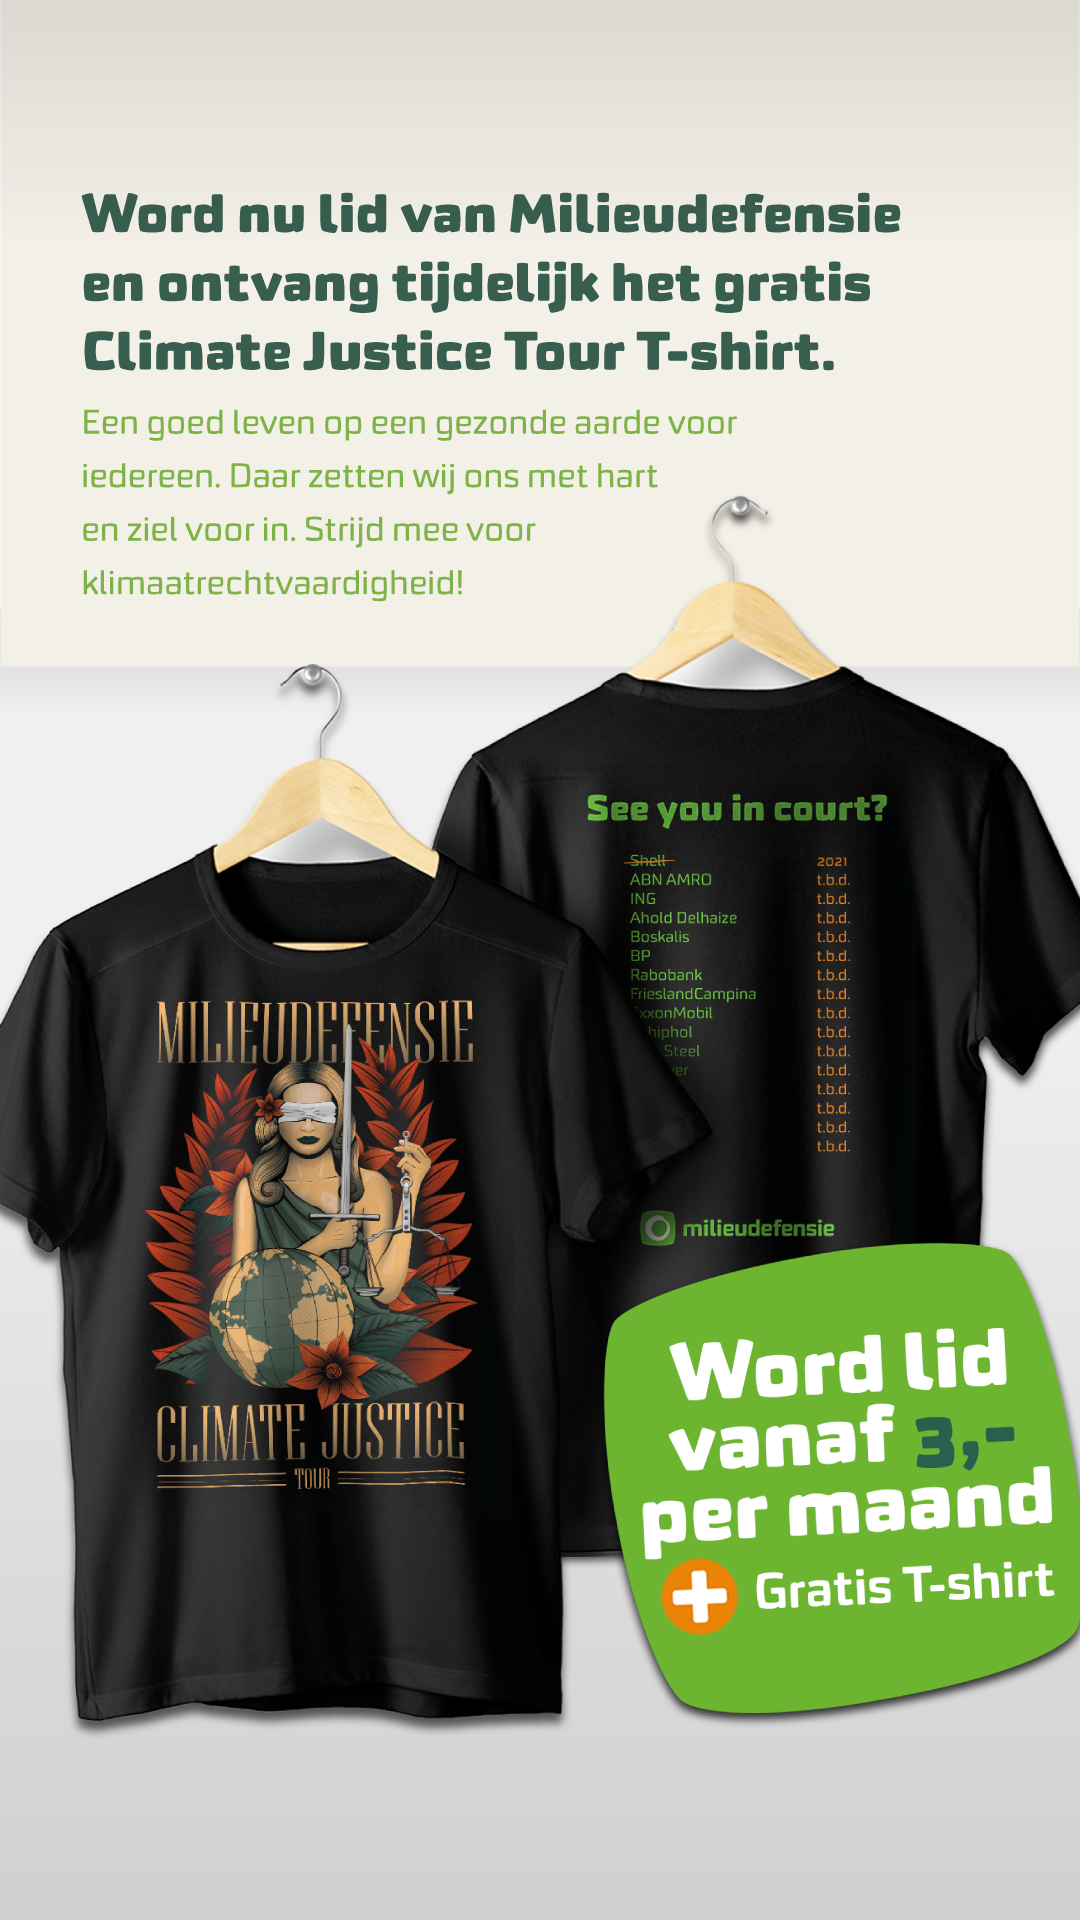 Word nu lid van Milieudefensie
en ontvang tijdelijk het gratis
Climate Justice Tour T-shirt.
Een goed leven op een gezonde aarde voor
iedereen. Daar zetten wij ons met hart
en ziel voor in. Strijd mee voor
klimaatrechtvaardigheid!
See you in court?
Shell 2021
ABN AMRO t.b.d.
ING t.b.d.
Ahold Delhaize t.b.d.
Boskalis t.b.d.
BP t.b.d.
Rabobank t.b.d.
FrieslandCampina t.b.d.
t.b.d.
t.b.d.
Steel t.b.d.
t.b.d.
t.b.d.
t.b.d.
t.b.d.
t.b.d.
milieudefensie
MILIEUDEFENSIE
CLIMATE JUSTICE
TOUR
Word lid
vanaf 3,-
per maand
+ Gratis T-shirt